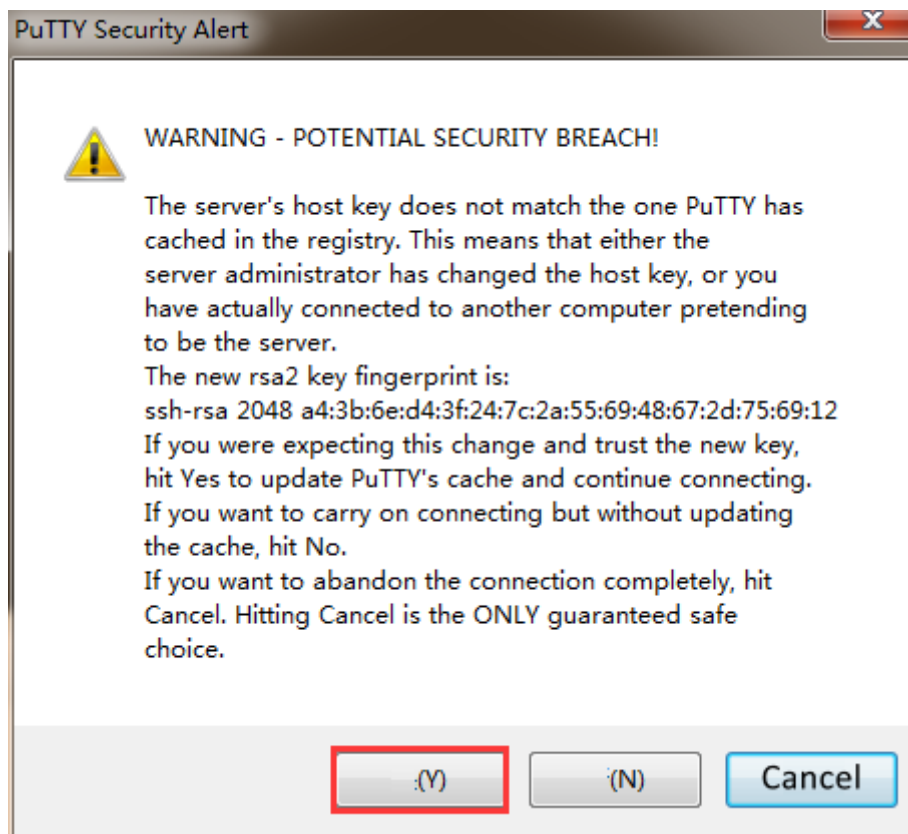 PuTTY Security Alert
WARNING - POTENTIAL SECURITY BREACH!
The server's host key does not match the one PuTTY has
cached in the registry. This means that either the
server administrator has changed the host key, or you
have actually connected to another computer pretending
to be the server.
The new rsa2 key fingerprint is:
ssh-rsa 2048 a4:3b:6e:d4:3f:24:7c:2a:55:69:48:67:2d:75:69:12
If you were expecting this change and trust the new key,
hit Yes to update PuTTY's cache and continue connecting.
If you want to carry on connecting but without updating
the cache, hit No.
If you want to abandon the connection completely, hit
Cancel. Hitting Cancel is the ONLY guaranteed safe
choice.
(Y) (N) Cancel